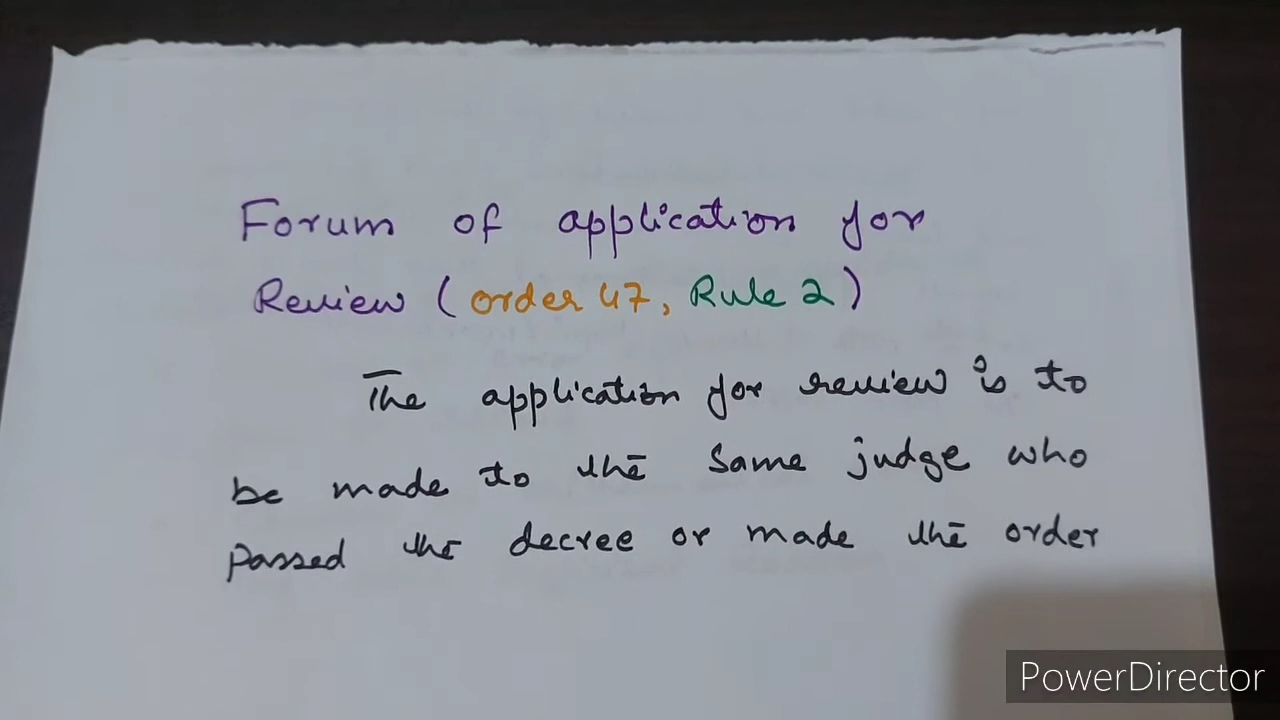 Forum of application for
Review (order 47, Rule 2)
The application for review is to
be made to the same judge who
passed the decree or made the order
PowerDirector